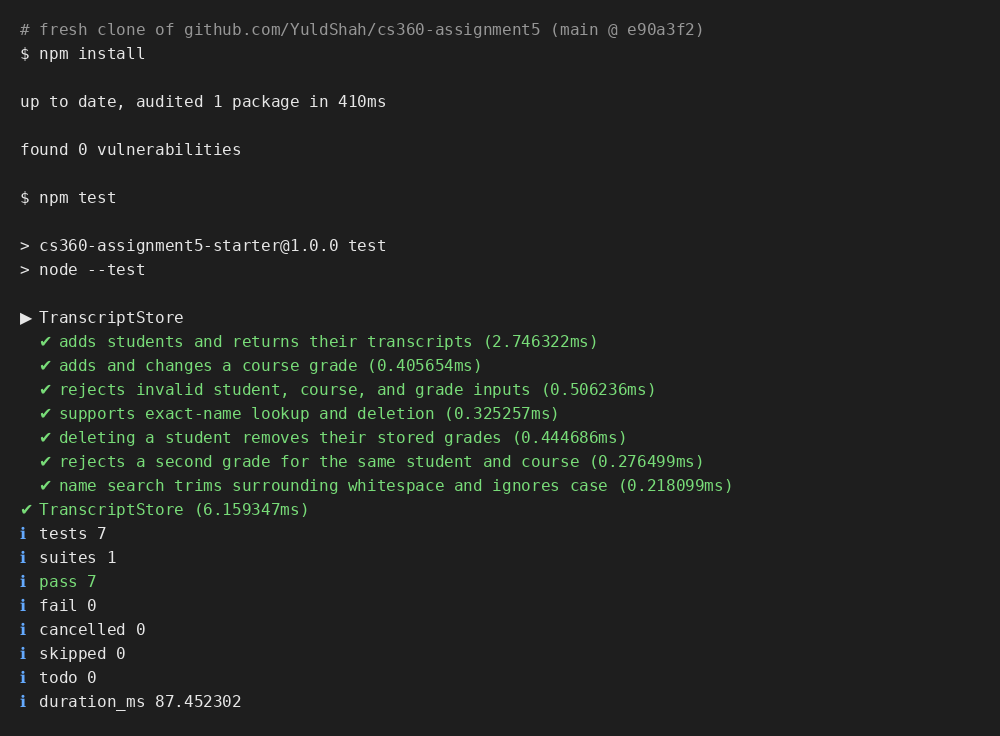 # fresh clone of github.com/YuldShah/cs360-assignment5 (main @ e90a3f2)
$ npm install
up to date, audited 1 package in 410ms
found 0 vulnerabilities
$ npm test
> cs360-assignment5-starter@1.0.0 test
> node --test
▶ TranscriptStore
✔ adds students and returns their transcripts (2.746322ms)
✔ adds and changes a course grade (0.405654ms)
✔ rejects invalid student, course, and grade inputs (0.506236ms)
✔ supports exact-name lookup and deletion (0.325257ms)
✔ deleting a student removes their stored grades (0.444686ms)
✔ rejects a second grade for the same student and course (0.276499ms)
✔ name search trims surrounding whitespace and ignores case (0.218099ms)
✔ TranscriptStore (6.159347ms)
ℹ tests 7
ℹ suites 1
ℹ pass 7
ℹ fail 0
ℹ cancelled 0
ℹ skipped 0
ℹ todo 0
ℹ duration_ms 87.452302